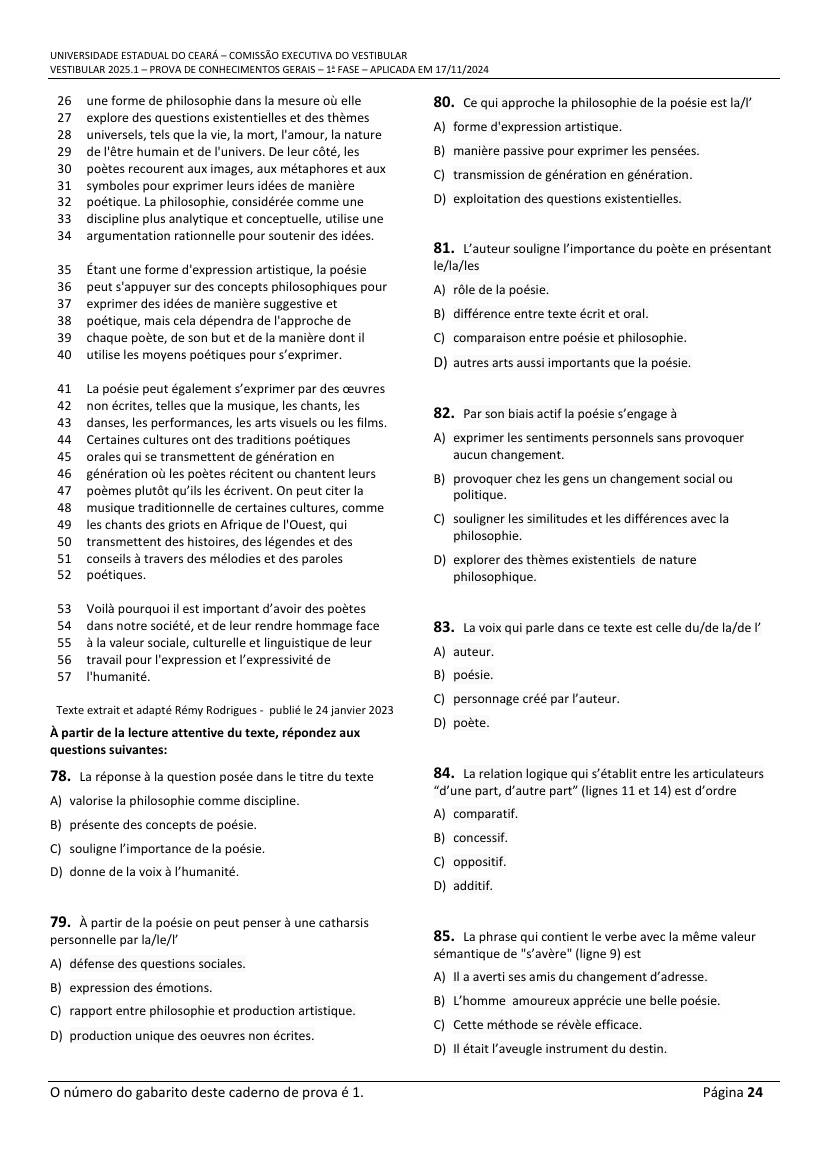 UNIVERSIDADE ESTADUAL DO CEARÁ – COMISSÃO EXECUTIVA DO VESTIBULAR
VESTIBULAR 2025.1 – PROVA DE CONHECIMENTOS GERAIS – 1ª FASE – APLICADA EM 17/11/2024
26 une forme de philosophie dans la mesure où elle
27 explore des questions existentielles et des thèmes
28 universels, tels que la vie, la mort, l'amour, la nature
29 de l'être humain et de l'univers. De leur côté, les
30 poètes recourent aux images, aux métaphores et aux
31 symboles pour exprimer leurs idées de manière
32 poétique. La philosophie, considérée comme une
33 discipline plus analytique et conceptuelle, utilise une
34 argumentation rationnelle pour soutenir des idées.
35 Étant une forme d'expression artistique, la poésie
36 peut s'appuyer sur des concepts philosophiques pour
37 exprimer des idées de manière suggestive et
38 poétique, mais cela dépendra de l'approche de
39 chaque poète, de son but et de la manière dont il
40 utilise les moyens poétiques pour s’exprimer.
41 La poésie peut également s’exprimer par des œuvres
42 non écrites, telles que la musique, les chants, les
43 danses, les performances, les arts visuels ou les films.
44 Certaines cultures ont des traditions poétiques
45 orales qui se transmettent de génération en
46 génération où les poètes récitent ou chantent leurs
47 poèmes plutôt qu’ils les écrivent. On peut citer la
48 musique traditionnelle de certaines cultures, comme
49 les chants des griots en Afrique de l'Ouest, qui
50 transmettent des histoires, des légendes et des
51 conseils à travers des mélodies et des paroles
52 poétiques.
53 Voilà pourquoi il est important d’avoir des poètes
54 dans notre société, et de leur rendre hommage face
55 à la valeur sociale, culturelle et linguistique de leur
56 travail pour l'expression et l’expressivité de
57 l'humanité.
Texte extrait et adapté Rémy Rodrigues - publié le 24 janvier 2023
À partir de la lecture attentive du texte, répondez aux
questions suivantes:
78. La réponse à la question posée dans le titre du texte
A) valorise la philosophie comme discipline.
B) présente des concepts de poésie.
C) souligne l’importance de la poésie.
D) donne de la voix à l’humanité.
79. À partir de la poésie on peut penser à une catharsis
personnelle par la/le/l’
A) défense des questions sociales.
B) expression des émotions.
C) rapport entre philosophie et production artistique.
D) production unique des oeuvres non écrites.
80. Ce qui approche la philosophie de la poésie est la/l’
A) forme d'expression artistique.
B) manière passive pour exprimer les pensées.
C) transmission de génération en génération.
D) exploitation des questions existentielles.
81. L’auteur souligne l’importance du poète en présentant
le/la/les
A) rôle de la poésie.
B) différence entre texte écrit et oral.
C) comparaison entre poésie et philosophie.
D) autres arts aussi importants que la poésie.
82. Par son biais actif la poésie s’engage à
A) exprimer les sentiments personnels sans provoquer
aucun changement.
B) provoquer chez les gens un changement social ou
politique.
C) souligner les similitudes et les différences avec la
philosophie.
D) explorer des thèmes existentiels de nature
philosophique.
83. La voix qui parle dans ce texte est celle du/de la/de l’
A) auteur.
B) poésie.
C) personnage créé par l’auteur.
D) poète.
84. La relation logique qui s’établit entre les articulateurs
“d’une part, d’autre part” (lignes 11 et 14) est d’ordre
A) comparatif.
B) concessif.
C) oppositif.
D) additif.
85. La phrase qui contient le verbe avec la même valeur
sémantique de "s’avère" (ligne 9) est
A) Il a averti ses amis du changement d’adresse.
B) L’homme amoureux apprécie une belle poésie.
C) Cette méthode se révèle efficace.
D) Il était l’aveugle instrument du destin.
O número do gabarito deste caderno de prova é 1.
Página 24